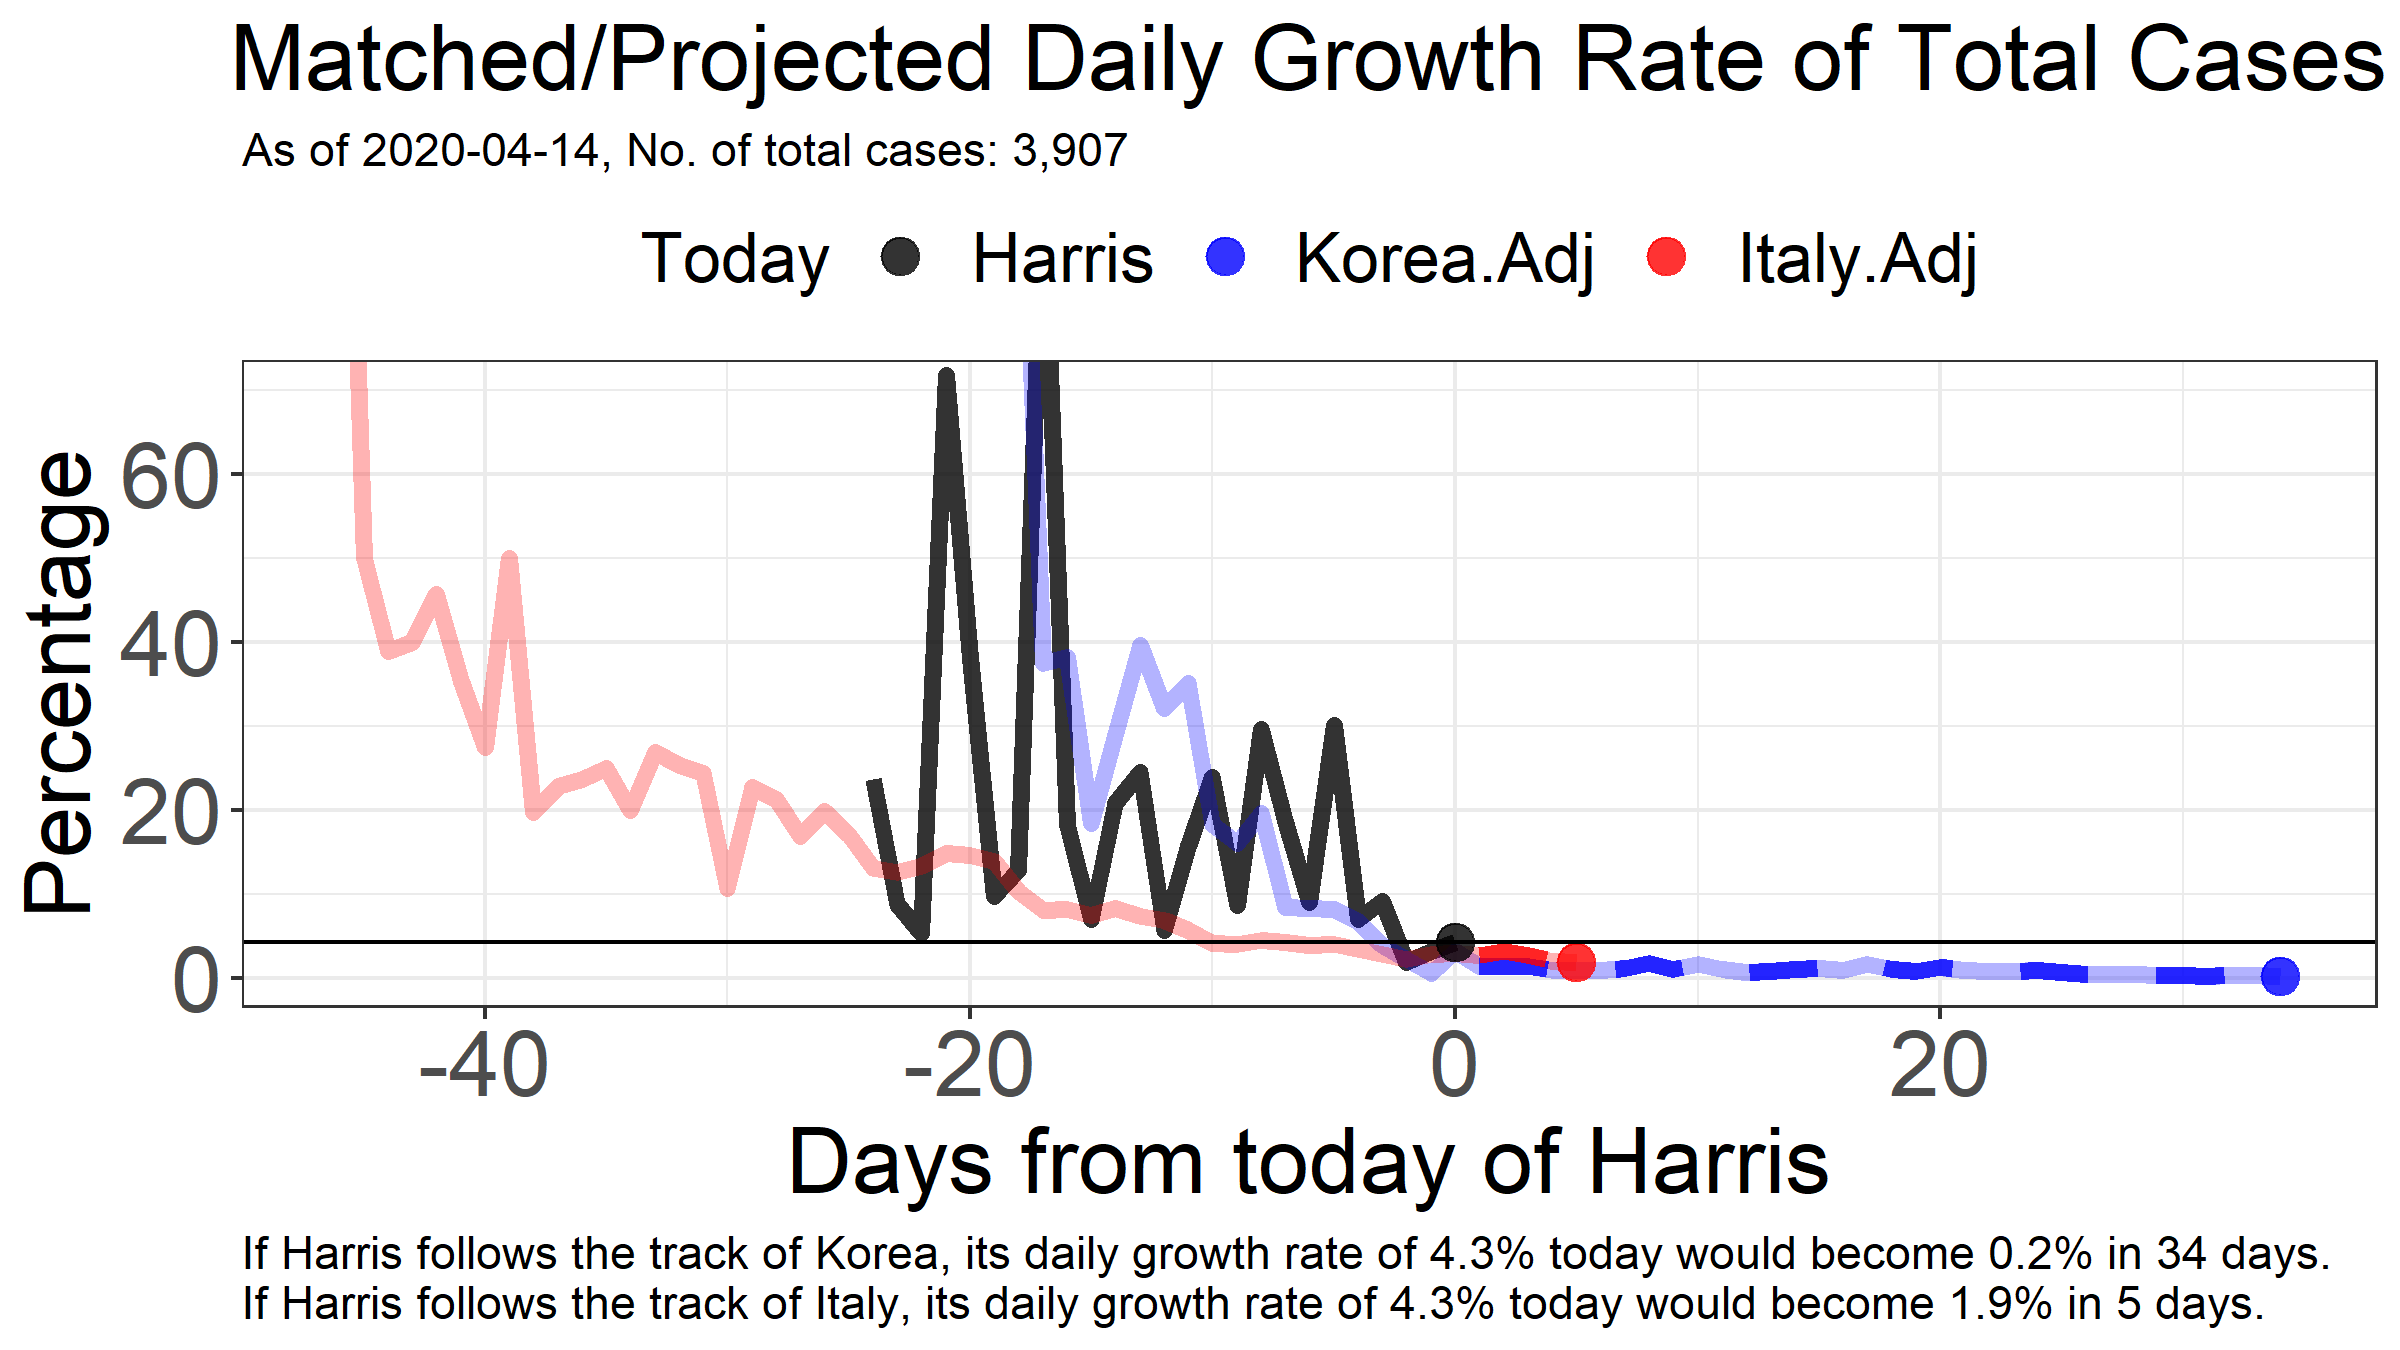 Matched/Projected Daily Growth Rate of Total Cases
As of 2020-04-14, No. of total cases: 3,907
Today Harris Korea.Adj Italy.Adj
Percentage
60
40
20
0
-40 -20 0 20
Days from today of Harris
If Harris follows the track of Korea, its daily growth rate of 4.3% today would become 0.2% in 34 days.
If Harris follows the track of Italy, its daily growth rate of 4.3% today would become 1.9% in 5 days.